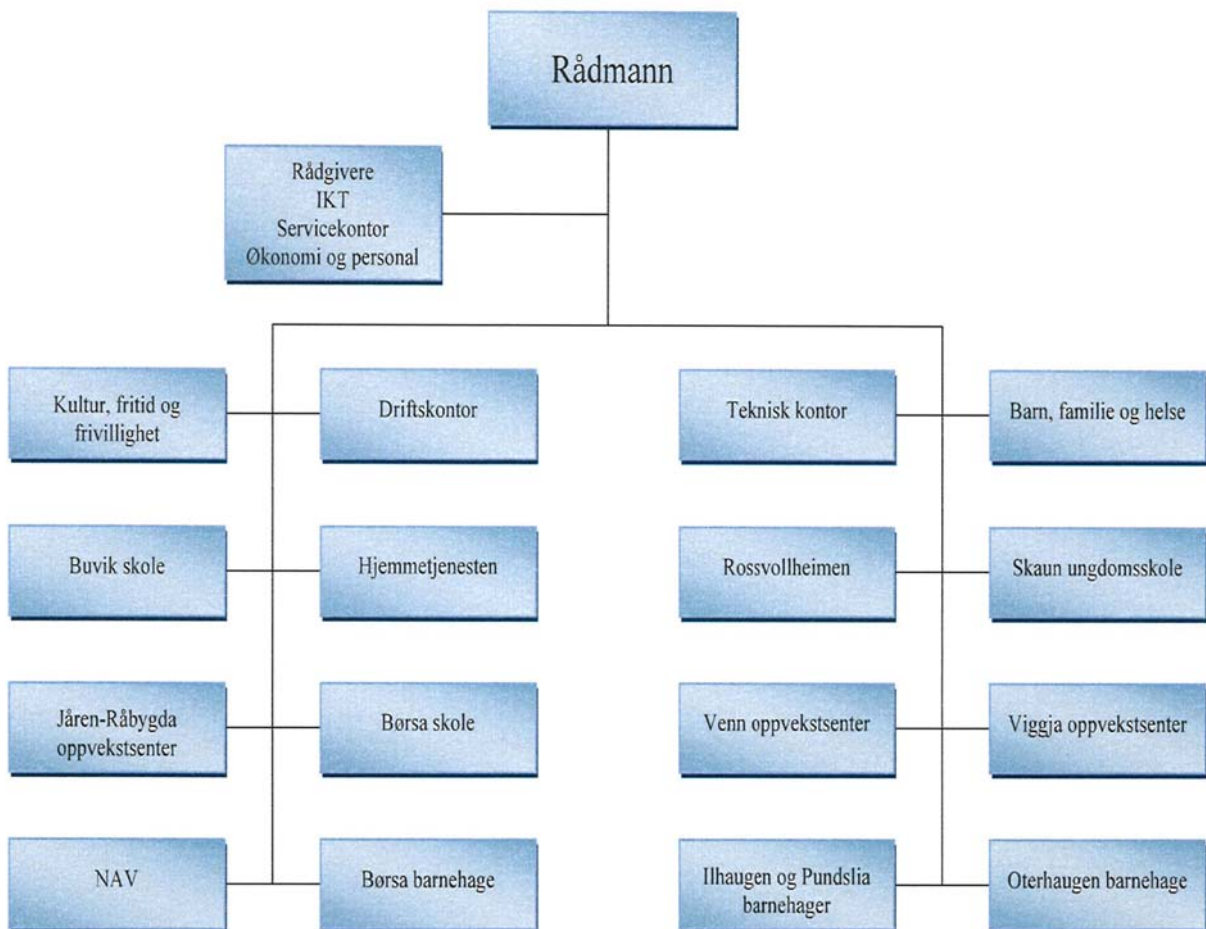 Rådmann
Rådgivere
IKT
Servicekontor
Økonomi og personal
Kultur, fritid og
frivillighet
Driftskontor
Teknisk kontor
Barn, familie og helse
Buvik skole
Hjemmetjenesten
Rossvollheimen
Skaun ungdomsskole
Jåren-Råbygda
oppvekstsenter
Børsa skole
Venn oppvekstsenter
Viggja oppvekstsenter
NAV
Børsa barnehage
Ilhaugen og Pundslia
barnehager
Oterhaugen barnehage